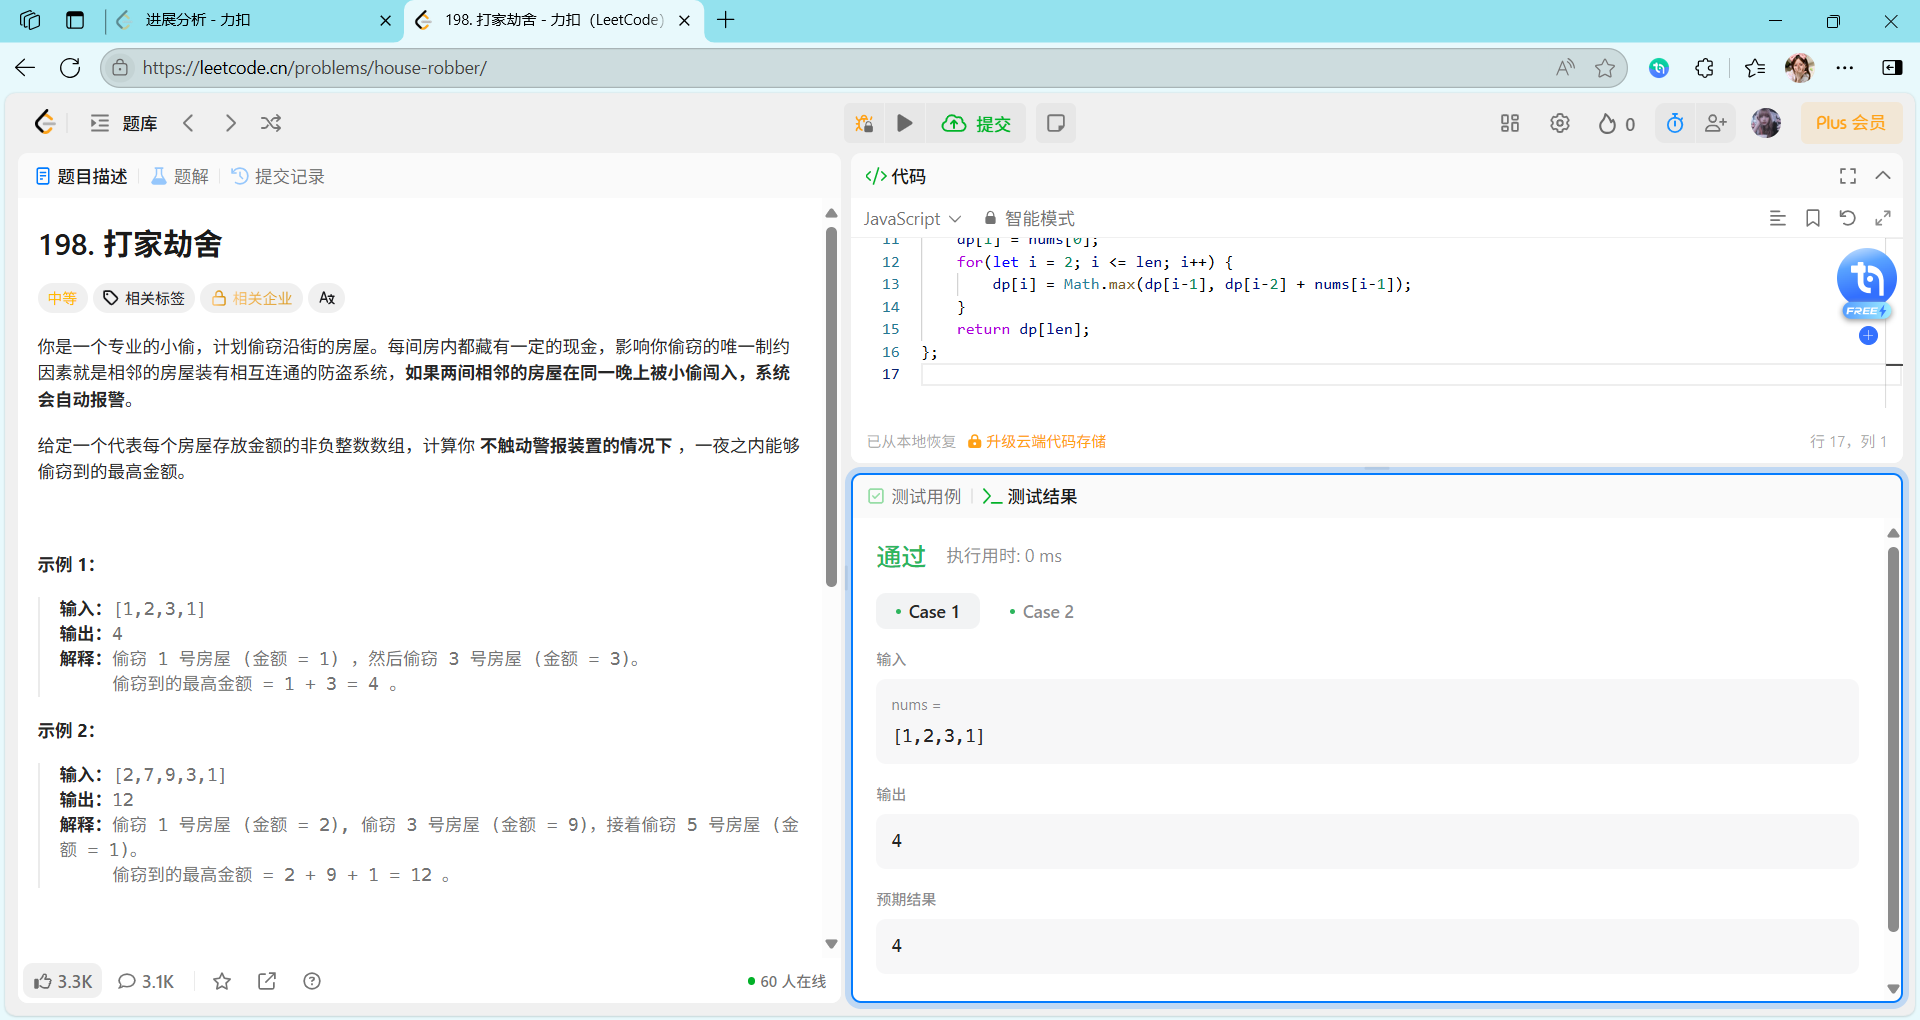 进展分析 - 力扣
198. 打家劫舍 - 力扣（LeetCode）
https://leetcode.cn/problems/house-robber/
题库
提交
0
Plus 会员
题目描述
题解
提交记录
198. 打家劫舍
中等
相关标签
相关企业
你是一个专业的小偷，计划偷窃沿街的房屋。每间房内都藏有一定的现金，影响你偷窃的唯一制约
因素就是相邻的房屋装有相互连通的防盗系统，如果两间相邻的房屋在同一晚上被小偷闯入，系统
会自动报警。
给定一个代表每个房屋存放金额的非负整数数组，计算你 不触动警报装置的情况下 ，一夜之内能够
偷窃到的最高金额。
示例 1：
输入：[1,2,3,1]
输出：4
解释：偷窃 1 号房屋 (金额 = 1) ，然后偷窃 3 号房屋 (金额 = 3)。
偷窃到的最高金额 = 1 + 3 = 4 。
示例 2：
输入：[2,7,9,3,1]
输出：12
解释：偷窃 1 号房屋 (金额 = 2), 偷窃 3 号房屋 (金额 = 9)，接着偷窃 5 号房屋 (金
额 = 1)。
偷窃到的最高金额 = 2 + 9 + 1 = 12 。
3.3K
3.1K
60 人在线
</> 代码
JavaScript
智能模式
11 dp[1] = nums[0];
12 for(let i = 2; i <= len; i++) {
13 dp[i] = Math.max(dp[i-1], dp[i-2] + nums[i-1]);
14 }
15 return dp[len];
16 };
17
FREE
已从本地恢复
升级云端代码存储
行 17，列 1
测试用例
测试结果
通过
执行用时: 0 ms
Case 1
Case 2
输入
nums =
[1,2,3,1]
输出
4
预期结果
4